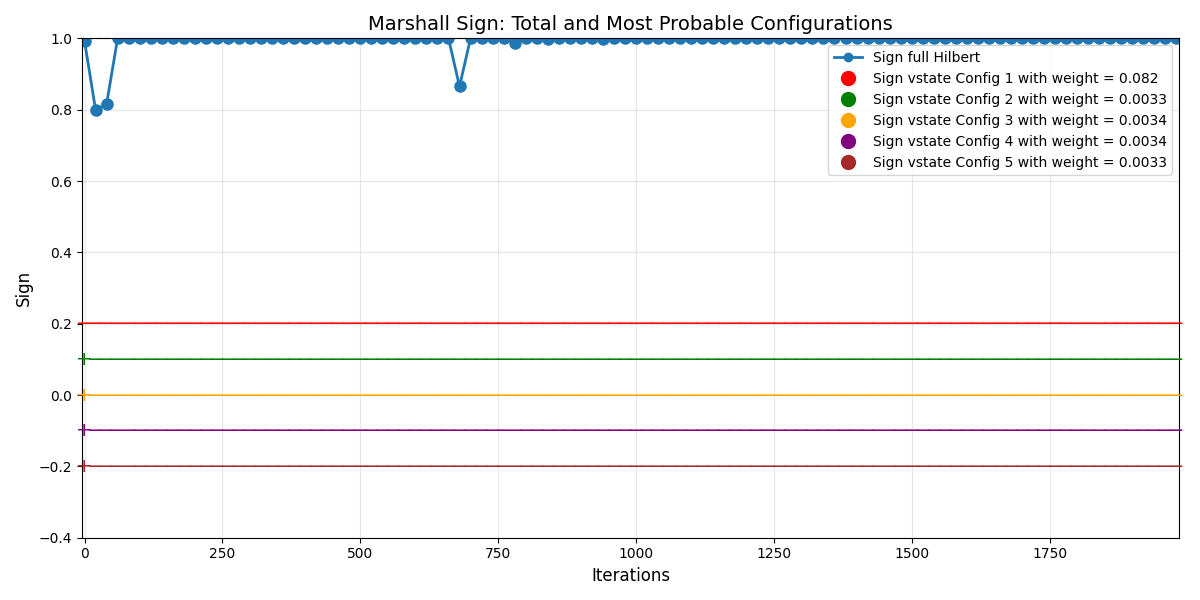 Marshall Sign: Total and Most Probable Configurations
1.0
0.8
0.6
0.4
0.2
0.0
−0.2
−0.4
Sign
Sign full Hilbert
Sign vstate Config 1 with weight = 0.082
Sign vstate Config 2 with weight = 0.0033
Sign vstate Config 3 with weight = 0.0034
Sign vstate Config 4 with weight = 0.0034
Sign vstate Config 5 with weight = 0.0033
0 250 500 750 1000 1250 1500 1750
Iterations